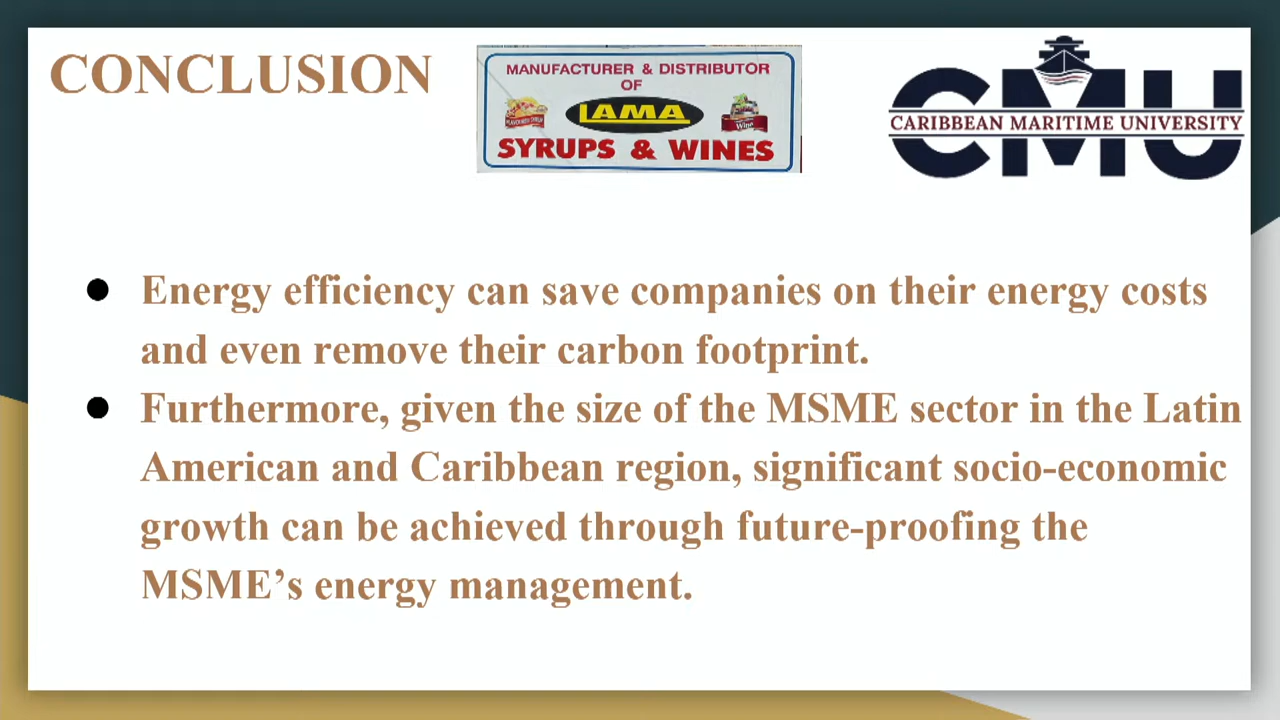 CONCLUSION
MANUFACTURER & DISTRIBUTOR
OF
LAMA
Wine
SYRUPS & WINES
CMU
CARIBBEAN MARITIME UNIVERSITY
Energy efficiency can save companies on their energy costs
and even remove their carbon footprint.
Furthermore, given the size of the MSME sector in the Latin
American and Caribbean region, significant socio-economic
growth can be achieved through future-proofing the
MSME’s energy management.